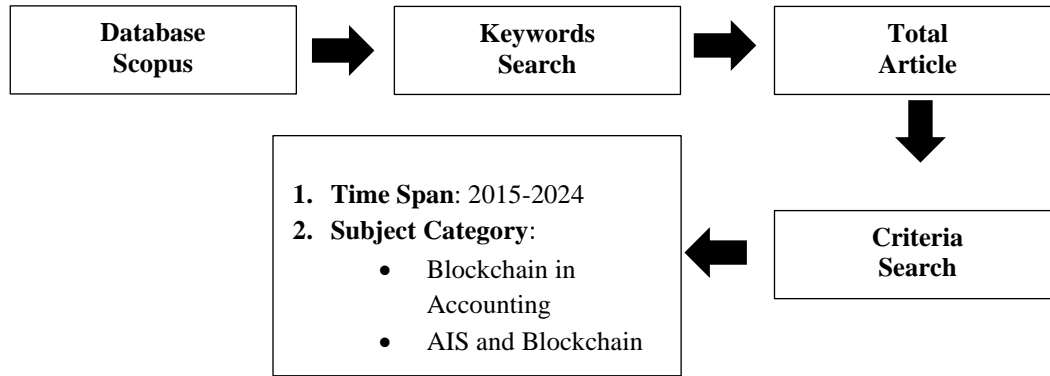 Database
Scopus
Keywords
Search
Total
Article
Criteria
Search
1. Time Span: 2015-2024
2. Subject Category:
• Blockchain in
Accounting
• AIS and Blockchain